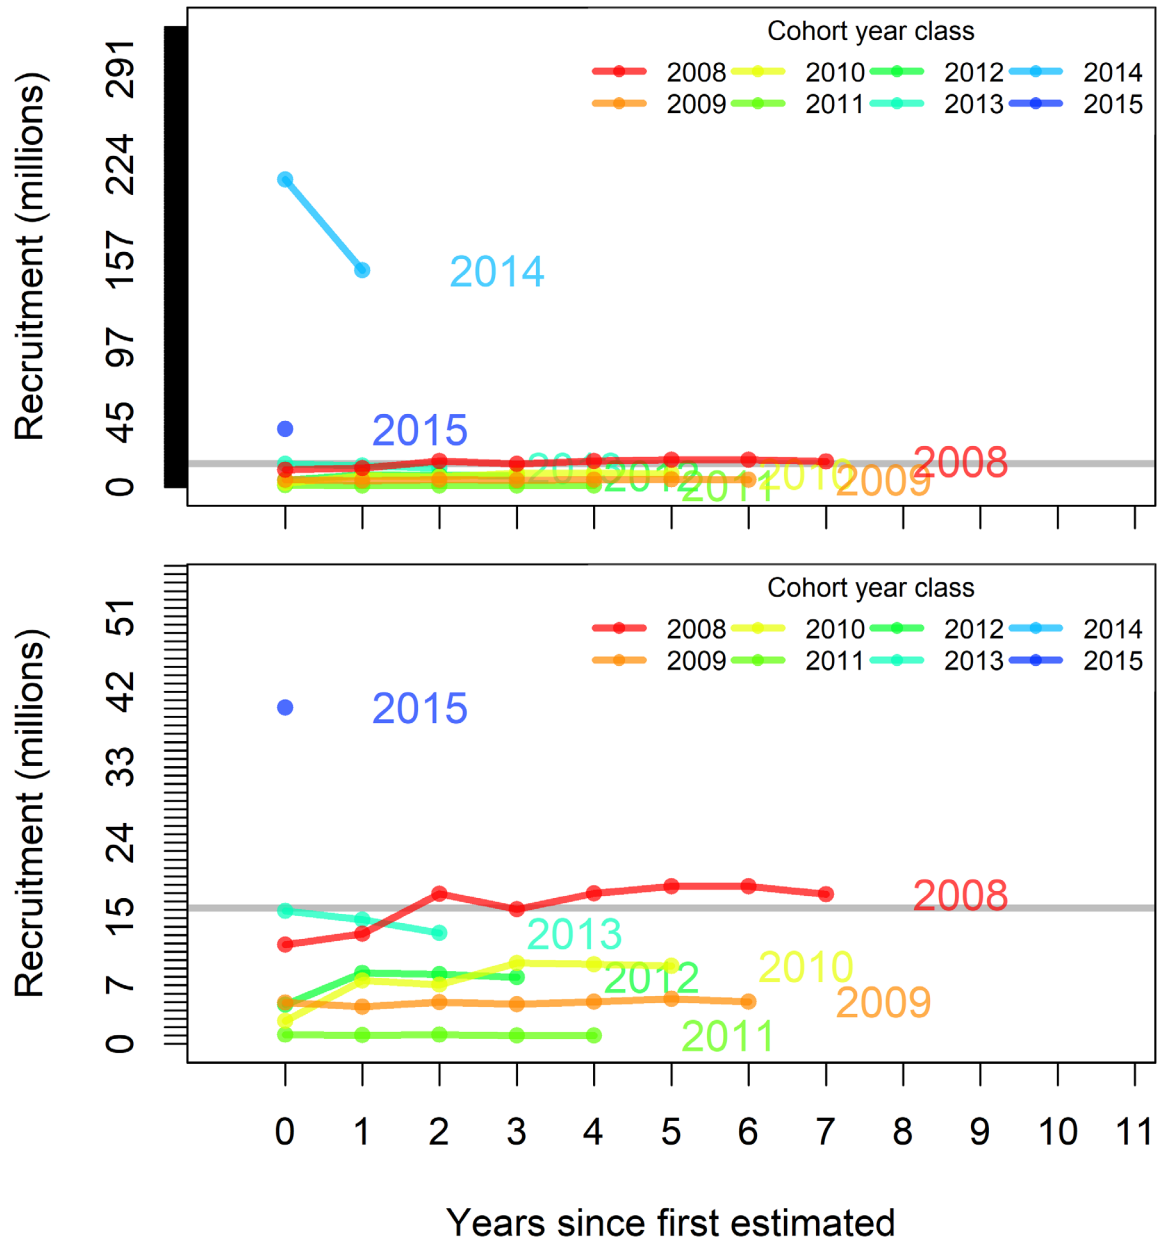 Recruitment (millions)
291
224
157
97
45
0
Cohort year class
2008 2010 2012 2014
2009 2011 2013 2015
2014
2015
2008
2013
2012
2011
2010
2009
Recruitment (millions)
51
42
33
24
15
7
0
Cohort year class
2008 2010 2012 2014
2009 2011 2013 2015
2015
2008
2013
2010
2012
2009
2011
0 1 2 3 4 5 6 7 8 9 10 11
Years since first estimated